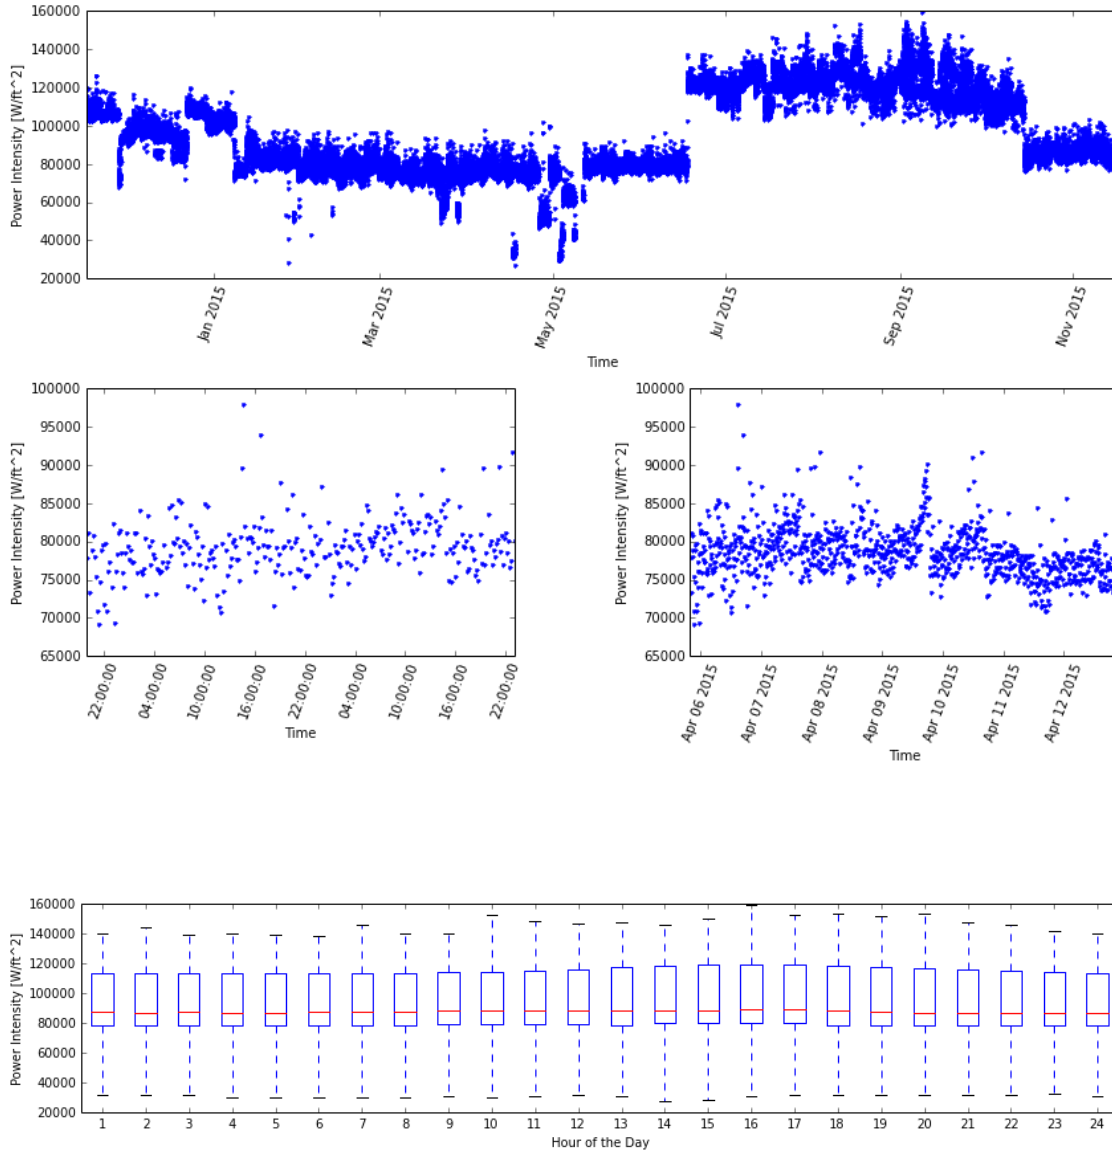 160000
140000
120000
100000
80000
60000
40000
20000
Power Intensity [W/ft^2]
Jan 2015
Mar 2015
May 2015
Jul 2015
Sep 2015
Nov 2015
Time
100000
95000
90000
85000
80000
75000
70000
65000
Power Intensity [W/ft^2]
22:00:00
04:00:00
10:00:00
16:00:00
22:00:00
04:00:00
10:00:00
16:00:00
22:00:00
Time
100000
95000
90000
85000
80000
75000
70000
65000
Power Intensity [W/ft^2]
Apr 06 2015
Apr 07 2015
Apr 08 2015
Apr 09 2015
Apr 10 2015
Apr 11 2015
Apr 12 2015
Time
160000
140000
120000
100000
80000
60000
40000
20000
Power Intensity [W/ft^2]
1 2 3 4 5 6 7 8 9 10 11 12 13 14 15 16 17 18 19 20 21 22 23 24
Hour of the Day